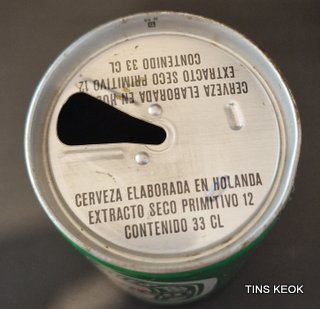 CONTENIDO 33 CL
EXTRACTO SECO PRIMITIVO 12
CERVEZA ELABORADA EN
CERVEZA ELABORADA EN HOLANDA
EXTRACTO SECO PRIMITIVO 12
CONTENIDO 33 CL
TINS KEOK